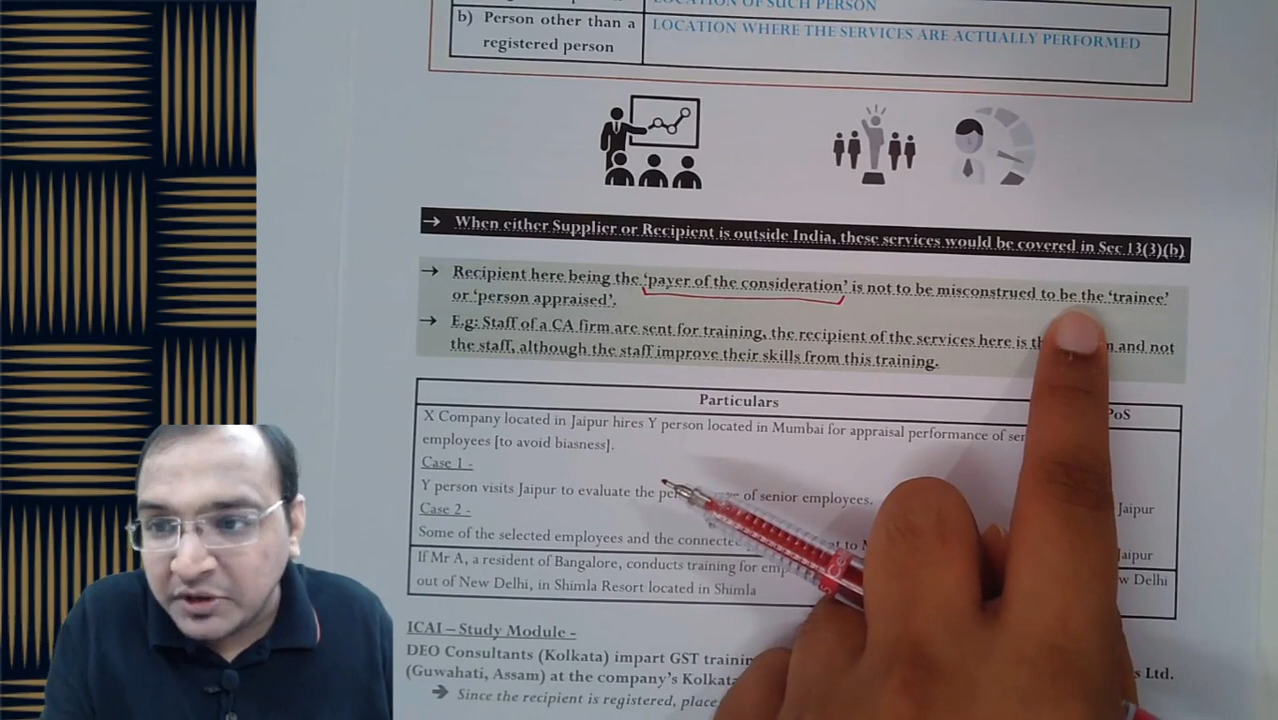 LOCATION OF SUCH PERSON
b) Person other than a registered person
LOCATION WHERE THE SERVICES ARE ACTUALLY PERFORMED
→ When either Supplier or Recipient is outside India, these services would be covered in Sec 13(3)(b)
→ Recipient here being the ‘payer of the consideration’ is not to be misconstrued to be the ‘trainee’
or ‘person appraised’.
→ E.g: Staff of a CA firm are sent for training, the recipient of the services here is and not
the staff, although the staff improve their skills from this training.
Particulars
PoS
X Company located in Jaipur hires Y person located in Mumbai for appraisal performance of
employees [to avoid biasness].
Case 1 -
Y person visits Jaipur to evaluate the of senior employees.
Jaipur
Case 2 -
Some of the selected employees and the to
Jaipur
If Mr A, a resident of Bangalore, conducts training for
Delhi
out of New Delhi, in Shimla Resort located in Shimla
ICAI – Study Module -
DEO Consultants (Kolkata) impart GST Ltd.
(Guwahati, Assam) at the company's
➔ Since the recipient is registered, place